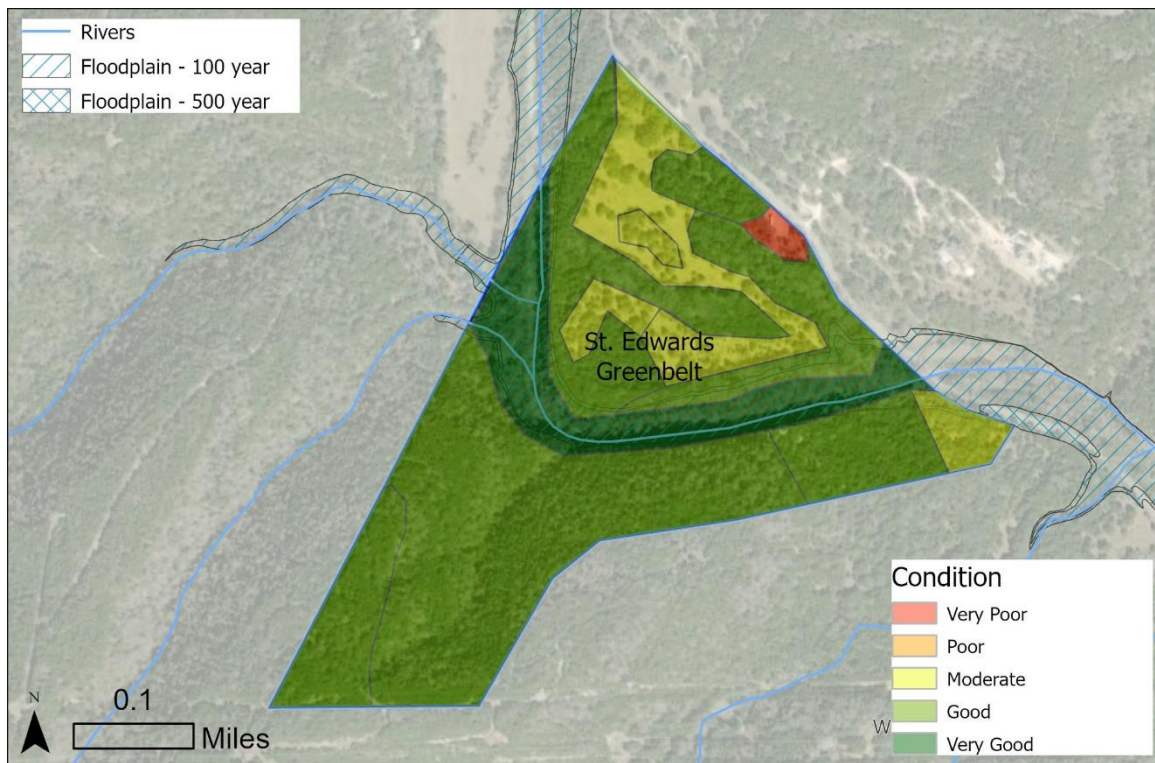 Rivers
Floodplain - 100 year
Floodplain - 500 year
St. Edwards
Greenbelt
Condition
Very Poor
Poor
Moderate
Good
Very Good
N
0.1
Miles
W